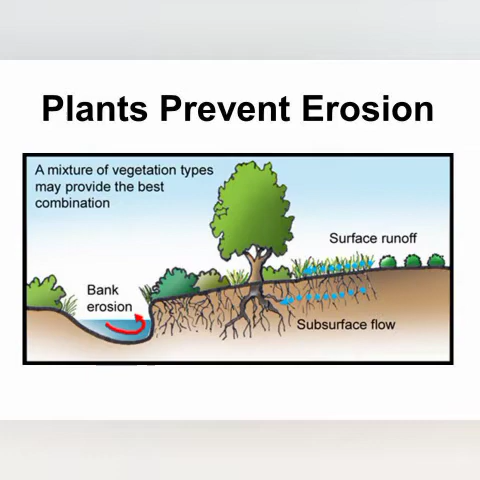 Plants Prevent Erosion
A mixture of vegetation types
may provide the best
combination
Surface runoff
Bank
erosion
Subsurface flow